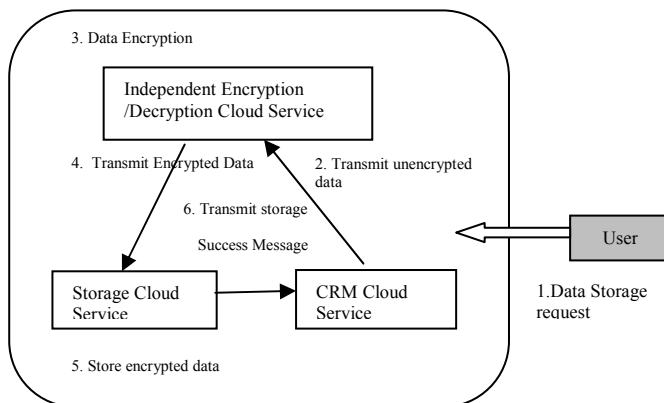 3. Data Encryption
Independent Encryption
/Decryption Cloud Service
4. Transmit Encrypted Data
2. Transmit unencrypted
data
6. Transmit storage
Success Message
User
Storage Cloud
Service
CRM Cloud
Service
1.Data Storage
request
5. Store encrypted data